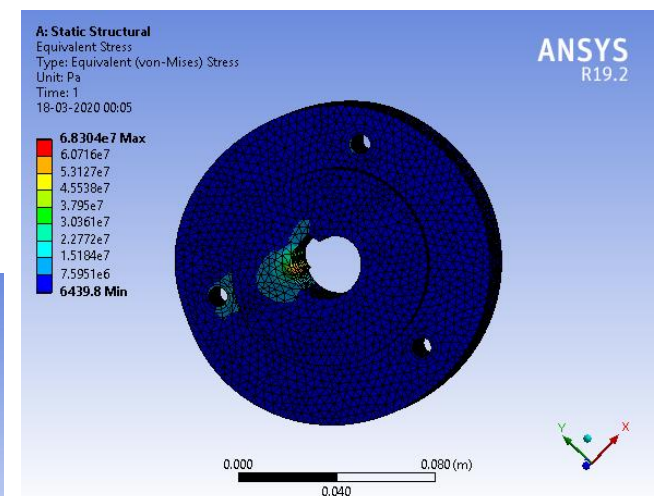 A: Static Structural
Equivalent Stress
Type: Equivalent (von-Mises) Stress
Unit: Pa
Time: 1
18-03-2020 00:05
ANSYS
R19.2
6.8304e7 Max
6.0716e7
5.3127e7
4.5538e7
3.795e7
3.0361e7
2.2772e7
1.5184e7
7.5951e6
6439.8 Min
0.000
0.080 (m)
0.040
Y
X